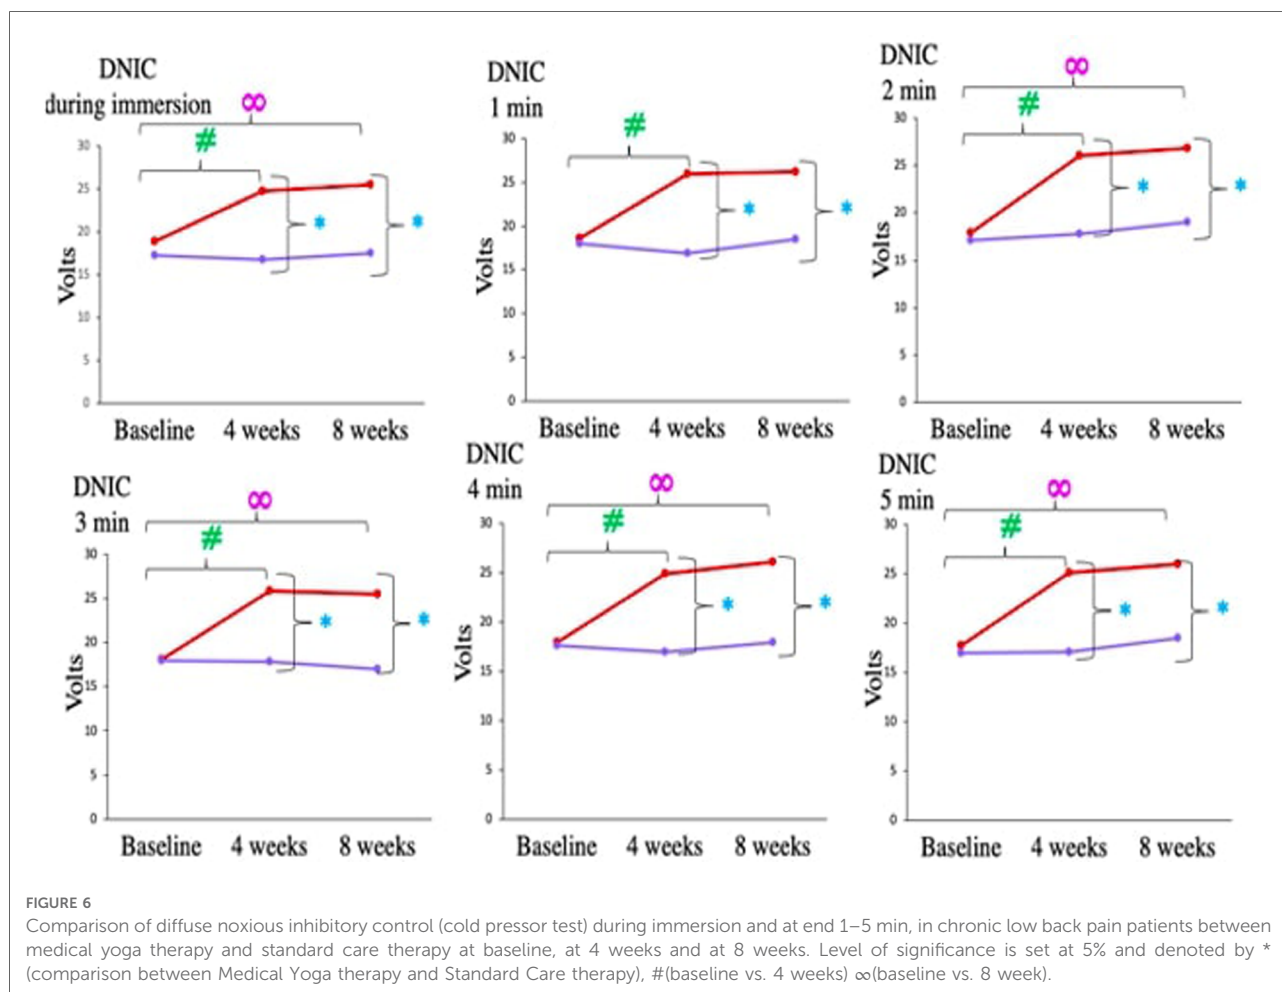 DNIC
during immersion
∞
#
30
25
20
15
10
5
0
Volts
*
*
Baseline 4 weeks 8 weeks
DNIC
1 min
#
30
25
20
15
10
5
0
Volts
*
*
Baseline 4 weeks 8 weeks
DNIC
2 min
∞
#
30
25
20
15
10
5
0
Volts
*
*
Baseline 4 weeks 8 weeks
DNIC
3 min
∞
#
30
25
20
15
10
5
0
Volts
*
*
Baseline 4 weeks 8 weeks
DNIC
4 min
∞
#
30
25
20
15
10
5
0
Volts
*
*
Baseline 4 weeks 8 weeks
DNIC
5 min
∞
#
30
25
20
15
10
5
0
Volts
*
*
Baseline 4 weeks 8 weeks
FIGURE 6
Comparison of diffuse noxious inhibitory control (cold pressor test) during immersion and at end 1–5 min, in chronic low back pain patients between
medical yoga therapy and standard care therapy at baseline, at 4 weeks and at 8 weeks. Level of significance is set at 5% and denoted by *
(comparison between Medical Yoga therapy and Standard Care therapy), #(baseline vs. 4 weeks) ∞(baseline vs. 8 week).